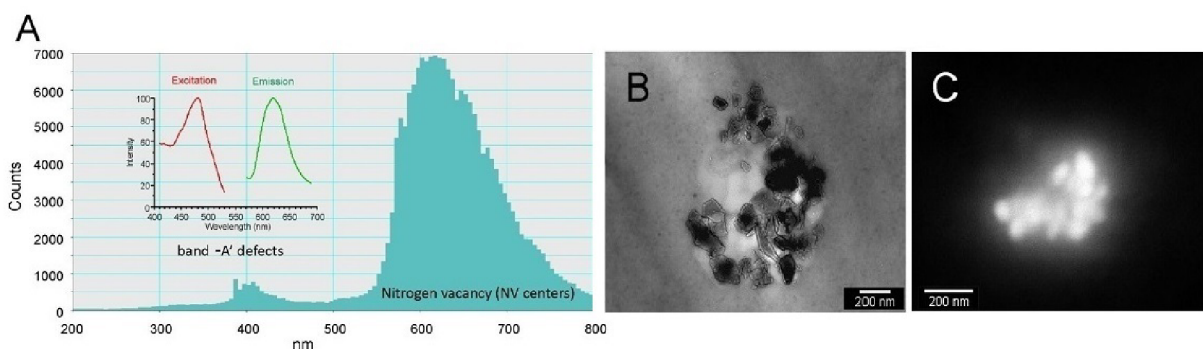 A
7000
6000
5000
4000
3000
2000
1000
0
Counts
200 300 400 500 600 700 800
nm
Excitation
Emission
100
80
60
40
20
0
Intensity
400 450 500 550 600 650 700
Wavelength (nm)
band -A' defects
Nitrogen vacancy (NV centers)
B
200 nm
C
200 nm